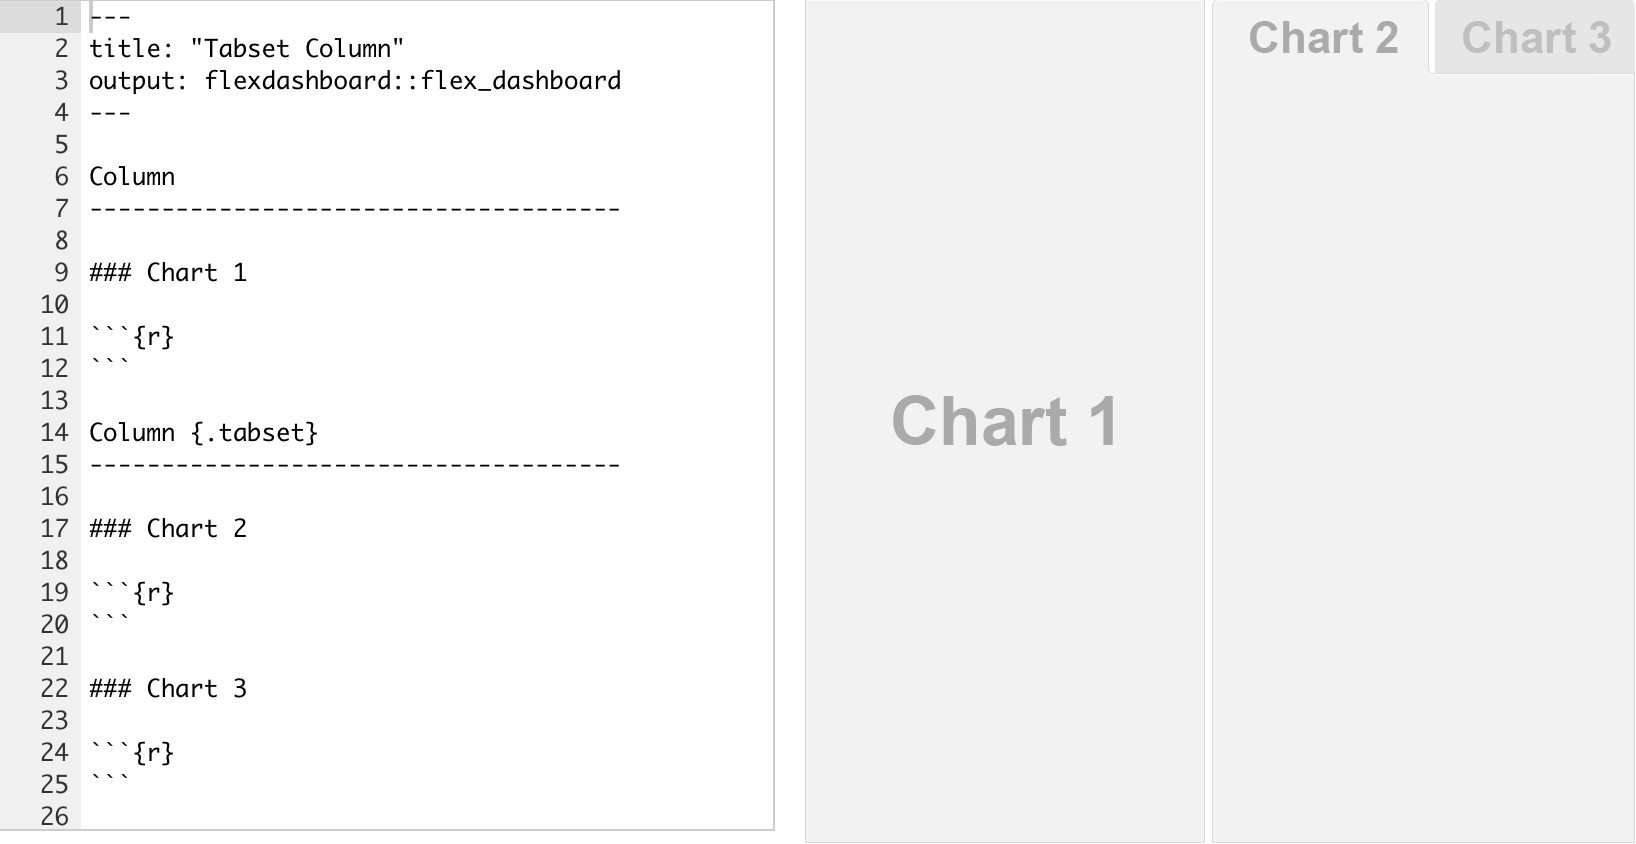 1 ---
2 title: "Tabset Column"
3 output: flexdashboard::flex_dashboard
4 ---
5
6 Column
7 -------------------------------------
8
9 ### Chart 1
10
11 ```{r}
12 ```
13
14 Column {.tabset}
15 -------------------------------------
16
17 ### Chart 2
18
19 ```{r}
20 ```
21
22 ### Chart 3
23
24 ```{r}
25 ```
26
Chart 1
Chart 2
Chart 3